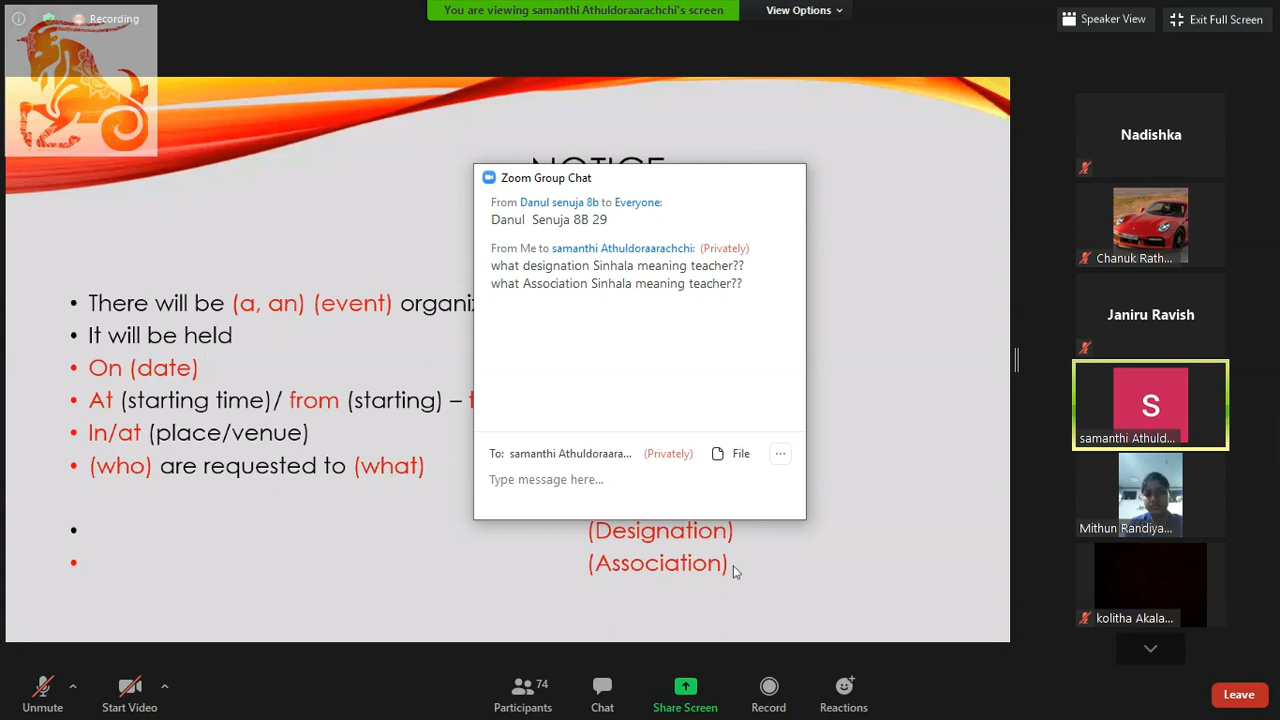 Recording
You are viewing samanthi Athuldoraarachchi's screen
View Options
Speaker View
Exit Full Screen
NOTICE
Zoom Group Chat
From Danul senuja 8b to Everyone:
Danul Senuja 8B 29
From Me to samanthi Athuldoraarachchi: (Privately)
what designation Sinhala meaning teacher??
what Association Sinhala meaning teacher??
To: samanthi Athuldoraara... (Privately) File
Type message here...
• There will be (a, an) (event) organi
• It will be held
• On (date)
• At (starting time)/ from (starting) –
• In/at (place/venue)
• (who) are requested to (what)
• (Designation)
• (Association)
Nadishka
Chanuk Rath...
Janiru Ravish
S
samanthi Athuld...
Mithun Randiya...
kolitha Akala...
Unmute
Start Video
74
Participants
Chat
Share Screen
Record
Reactions
Leave